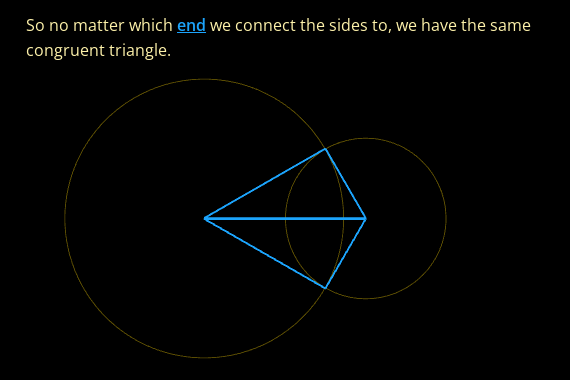 So no matter which end we connect the sides to, we have the same
congruent triangle.